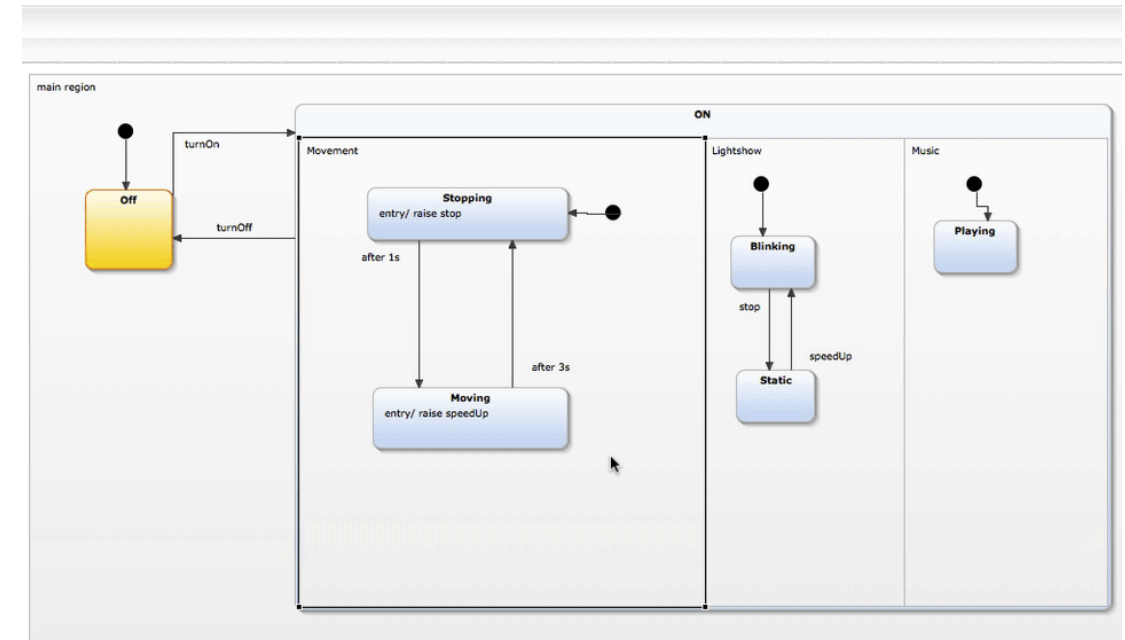 main region
ON
turnOn
Movement
Lightshow
Music
Off
Stopping
entry/ raise stop
turnOff
Playing
Blinking
after 1s
stop
speedUp
after 3s
Static
Moving
entry/ raise speedUp